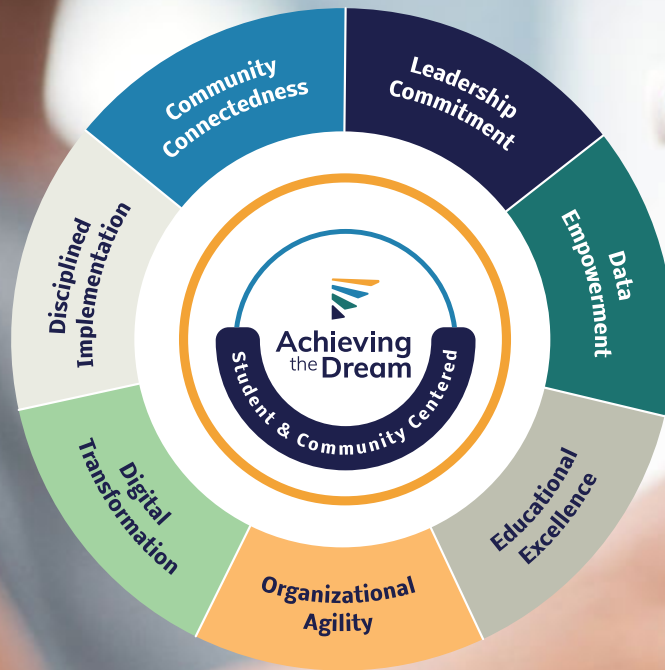 Leadership
Commitment
Data
Empowerment
Educational
Excellence
Organizational
Agility
Digital
Transformation
Disciplined
Implementation
Community
Connectedness
Achieving
the Dream
Student & Community Centered